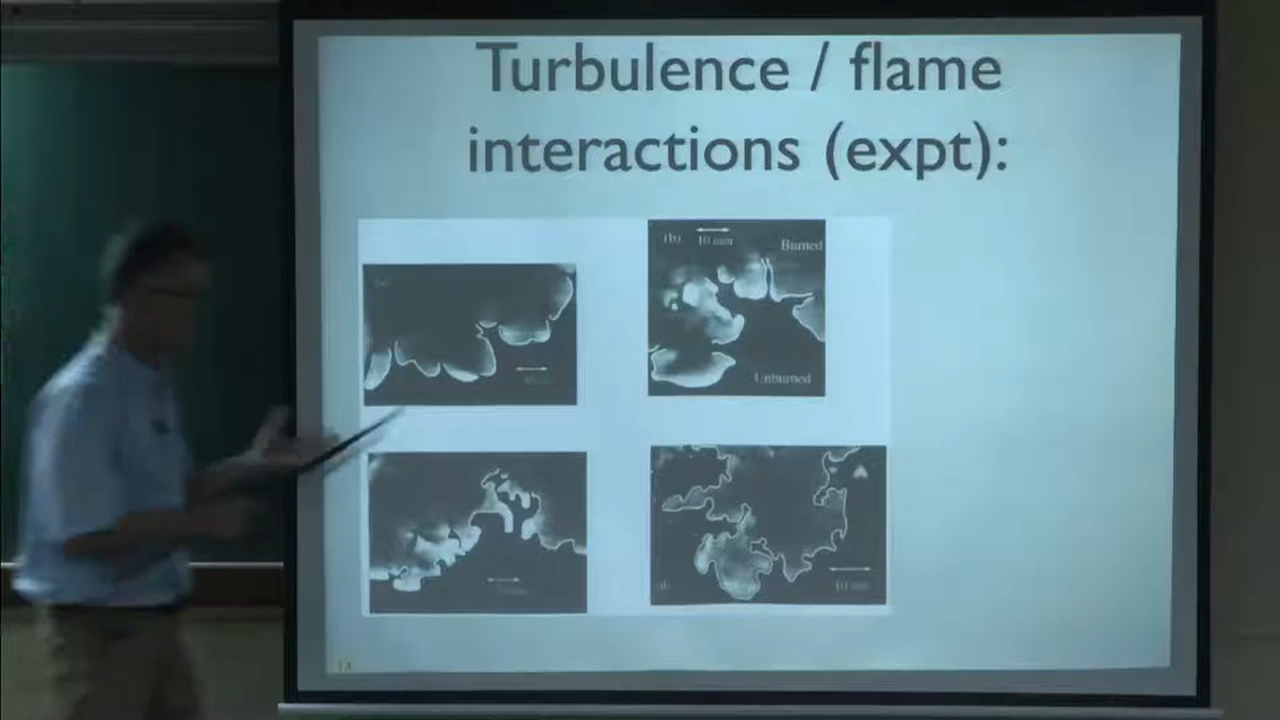 Turbulence / flame
interactions (expt):
(b) 10 mm
Burned
Unburned
10 mm